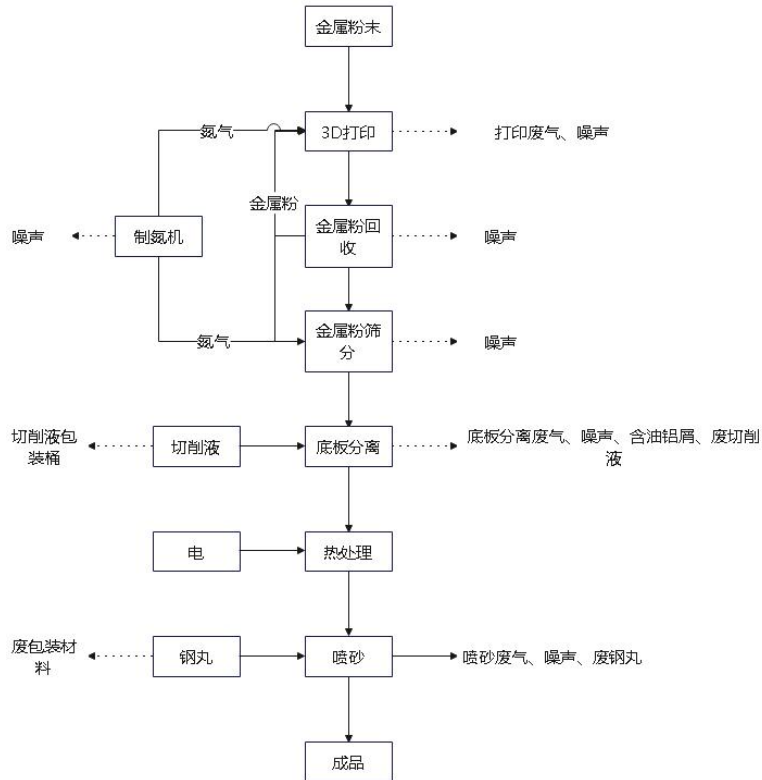 金属粉末
氮气
3D打印
打印废气、噪声
金属粉
噪声
制氮机
金属粉回
收
噪声
氮气
金属粉筛
分
噪声
切削液包
装桶
切削液
底板分离
底板分离废气、噪声、含油铝屑、废切削
液
电
热处理
废包装材
料
钢丸
喷砂
喷砂废气、噪声、废钢丸
成品